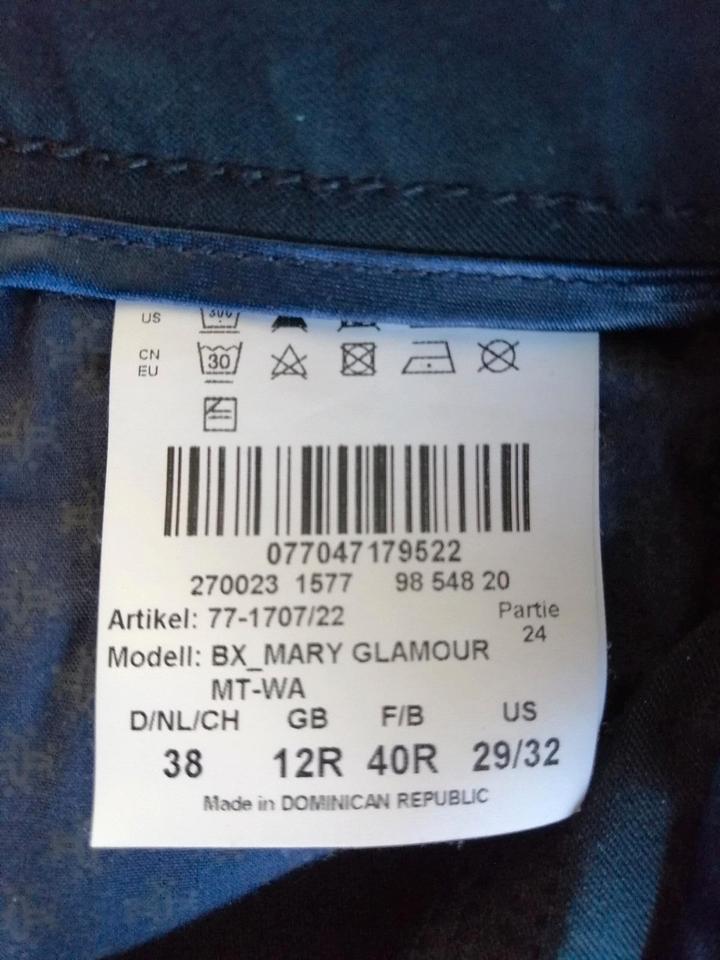 US
CN
EU
30
077047179522
270023 1577 98 548 20
Artikel: 77-1707/22 Partie
24
Modell: BX_MARY GLAMOUR
MT-WA
D/NL/CH GB F/B US
38 12R 40R 29/32
Made in DOMINICAN REPUBLIC